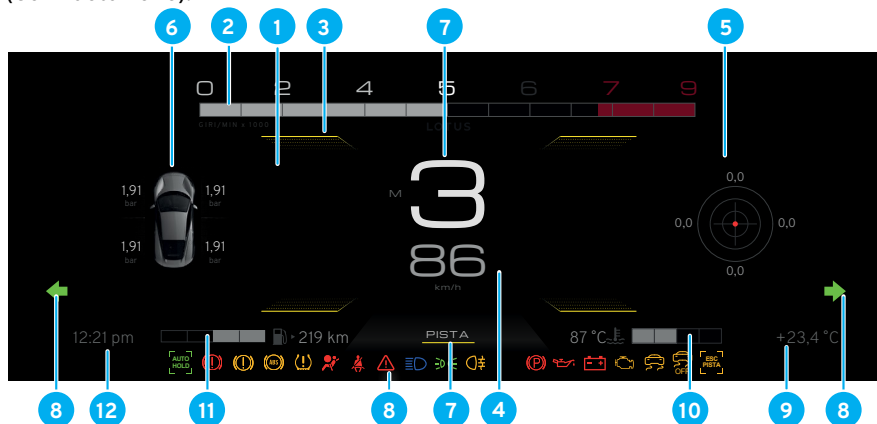 6 2 1 3 7 5
0 2 4 5 6 7 9
GIRI/MIN x 1000
LOTUS
0,0
1,91 bar 1,91 bar
M 3
0,0 0,0
1,91 bar 1,91 bar
86
km/h
0,0
12:21 pm 219 km PISTA 87 °C +23,4 °C
AUTO HOLD ABS OFF ESC PISTA
8 12 11 8 7 4 10 9 8